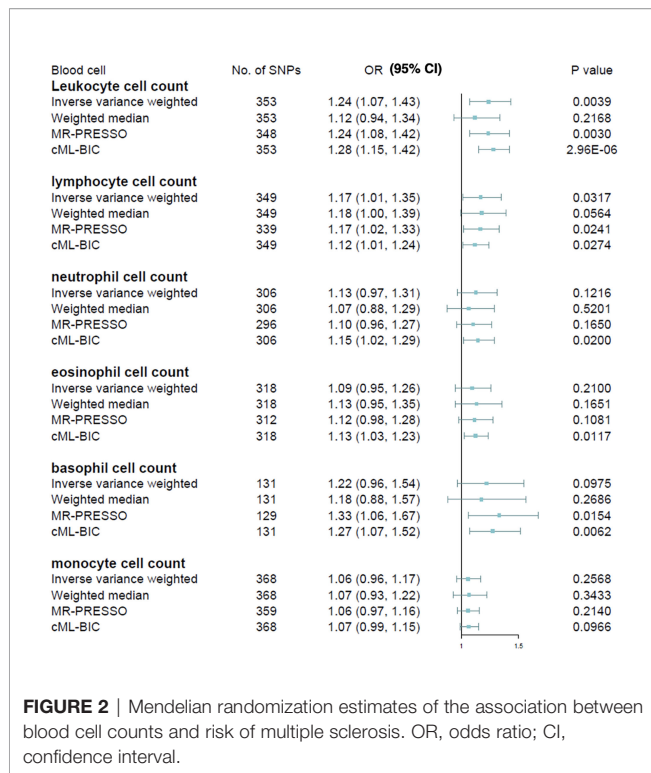 Blood cell No. of SNPs OR (95% CI) P value
Leukocyte cell count
Inverse variance weighted 353 1.24 (1.07, 1.43) 0.0039
Weighted median 353 1.12 (0.94, 1.34) 0.2168
MR-PRESSO 348 1.24 (1.08, 1.42) 0.0030
cML-BIC 353 1.28 (1.15, 1.42) 2.96E-06
lymphocyte cell count
Inverse variance weighted 349 1.17 (1.01, 1.35) 0.0317
Weighted median 349 1.18 (1.00, 1.39) 0.0564
MR-PRESSO 339 1.17 (1.02, 1.33) 0.0241
cML-BIC 349 1.12 (1.01, 1.24) 0.0274
neutrophil cell count
Inverse variance weighted 306 1.13 (0.97, 1.31) 0.1216
Weighted median 306 1.07 (0.88, 1.29) 0.5201
MR-PRESSO 296 1.10 (0.96, 1.27) 0.1650
cML-BIC 306 1.15 (1.02, 1.29) 0.0200
eosinophil cell count
Inverse variance weighted 318 1.09 (0.95, 1.26) 0.2100
Weighted median 318 1.13 (0.95, 1.35) 0.1651
MR-PRESSO 312 1.12 (0.98, 1.28) 0.1081
cML-BIC 318 1.13 (1.03, 1.23) 0.0117
basophil cell count
Inverse variance weighted 131 1.22 (0.96, 1.54) 0.0975
Weighted median 131 1.18 (0.88, 1.57) 0.2686
MR-PRESSO 129 1.33 (1.06, 1.67) 0.0154
cML-BIC 131 1.27 (1.07, 1.52) 0.0062
monocyte cell count
Inverse variance weighted 368 1.06 (0.96, 1.17) 0.2568
Weighted median 368 1.07 (0.93, 1.22) 0.3433
MR-PRESSO 359 1.06 (0.97, 1.16) 0.2140
cML-BIC 368 1.07 (0.99, 1.15) 0.0966
1 1.5
FIGURE 2 | Mendelian randomization estimates of the association between
blood cell counts and risk of multiple sclerosis. OR, odds ratio; CI,
confidence interval.